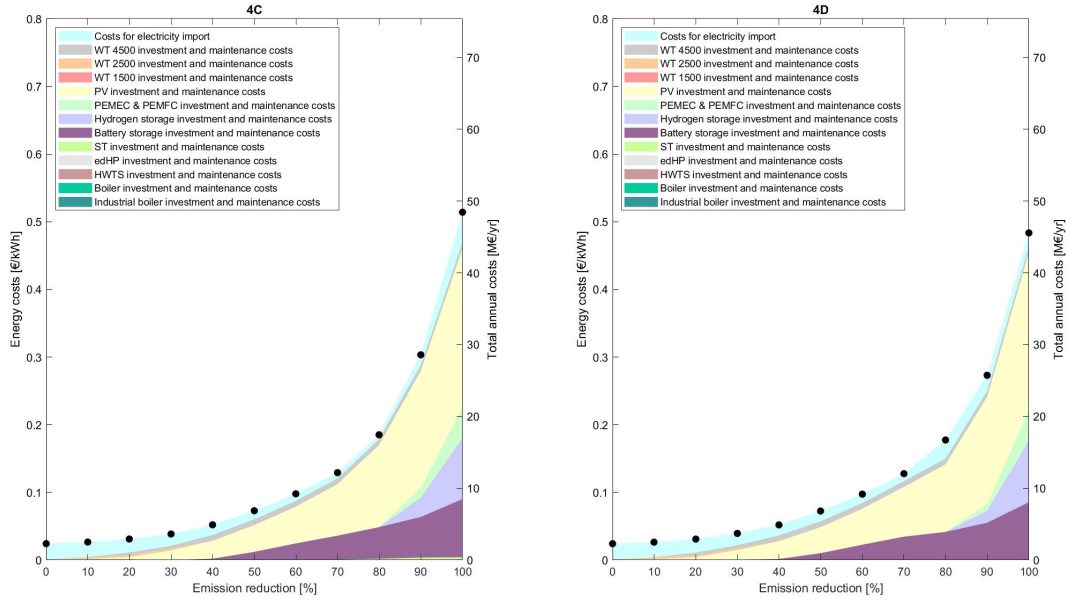 4C
0.8
0.7
0.6
0.5
0.4
0.3
0.2
0.1
0
Energy costs [€/kWh]
Costs for electricity import
WT 4500 investment and maintenance costs
WT 2500 investment and maintenance costs
WT 1500 investment and maintenance costs
PV investment and maintenance costs
PEMEC & PEMFC investment and maintenance costs
Hydrogen storage investment and maintenance costs
Battery storage investment and maintenance costs
ST investment and maintenance costs
edHP investment and maintenance costs
HWTS investment and maintenance costs
Boiler investment and maintenance costs
Industrial boiler investment and maintenance costs
70
60
50
40
30
20
10
0
Total annual costs [M€/yr]
0 10 20 30 40 50 60 70 80 90 100
Emission reduction [%]
4D
0.8
0.7
0.6
0.5
0.4
0.3
0.2
0.1
0
Energy costs [€/kWh]
Costs for electricity import
WT 4500 investment and maintenance costs
WT 2500 investment and maintenance costs
WT 1500 investment and maintenance costs
PV investment and maintenance costs
PEMEC & PEMFC investment and maintenance costs
Hydrogen storage investment and maintenance costs
Battery storage investment and maintenance costs
ST investment and maintenance costs
edHP investment and maintenance costs
HWTS investment and maintenance costs
Boiler investment and maintenance costs
Industrial boiler investment and maintenance costs
70
60
50
40
30
20
10
0
Total annual costs [M€/yr]
0 10 20 30 40 50 60 70 80 90 100
Emission reduction [%]